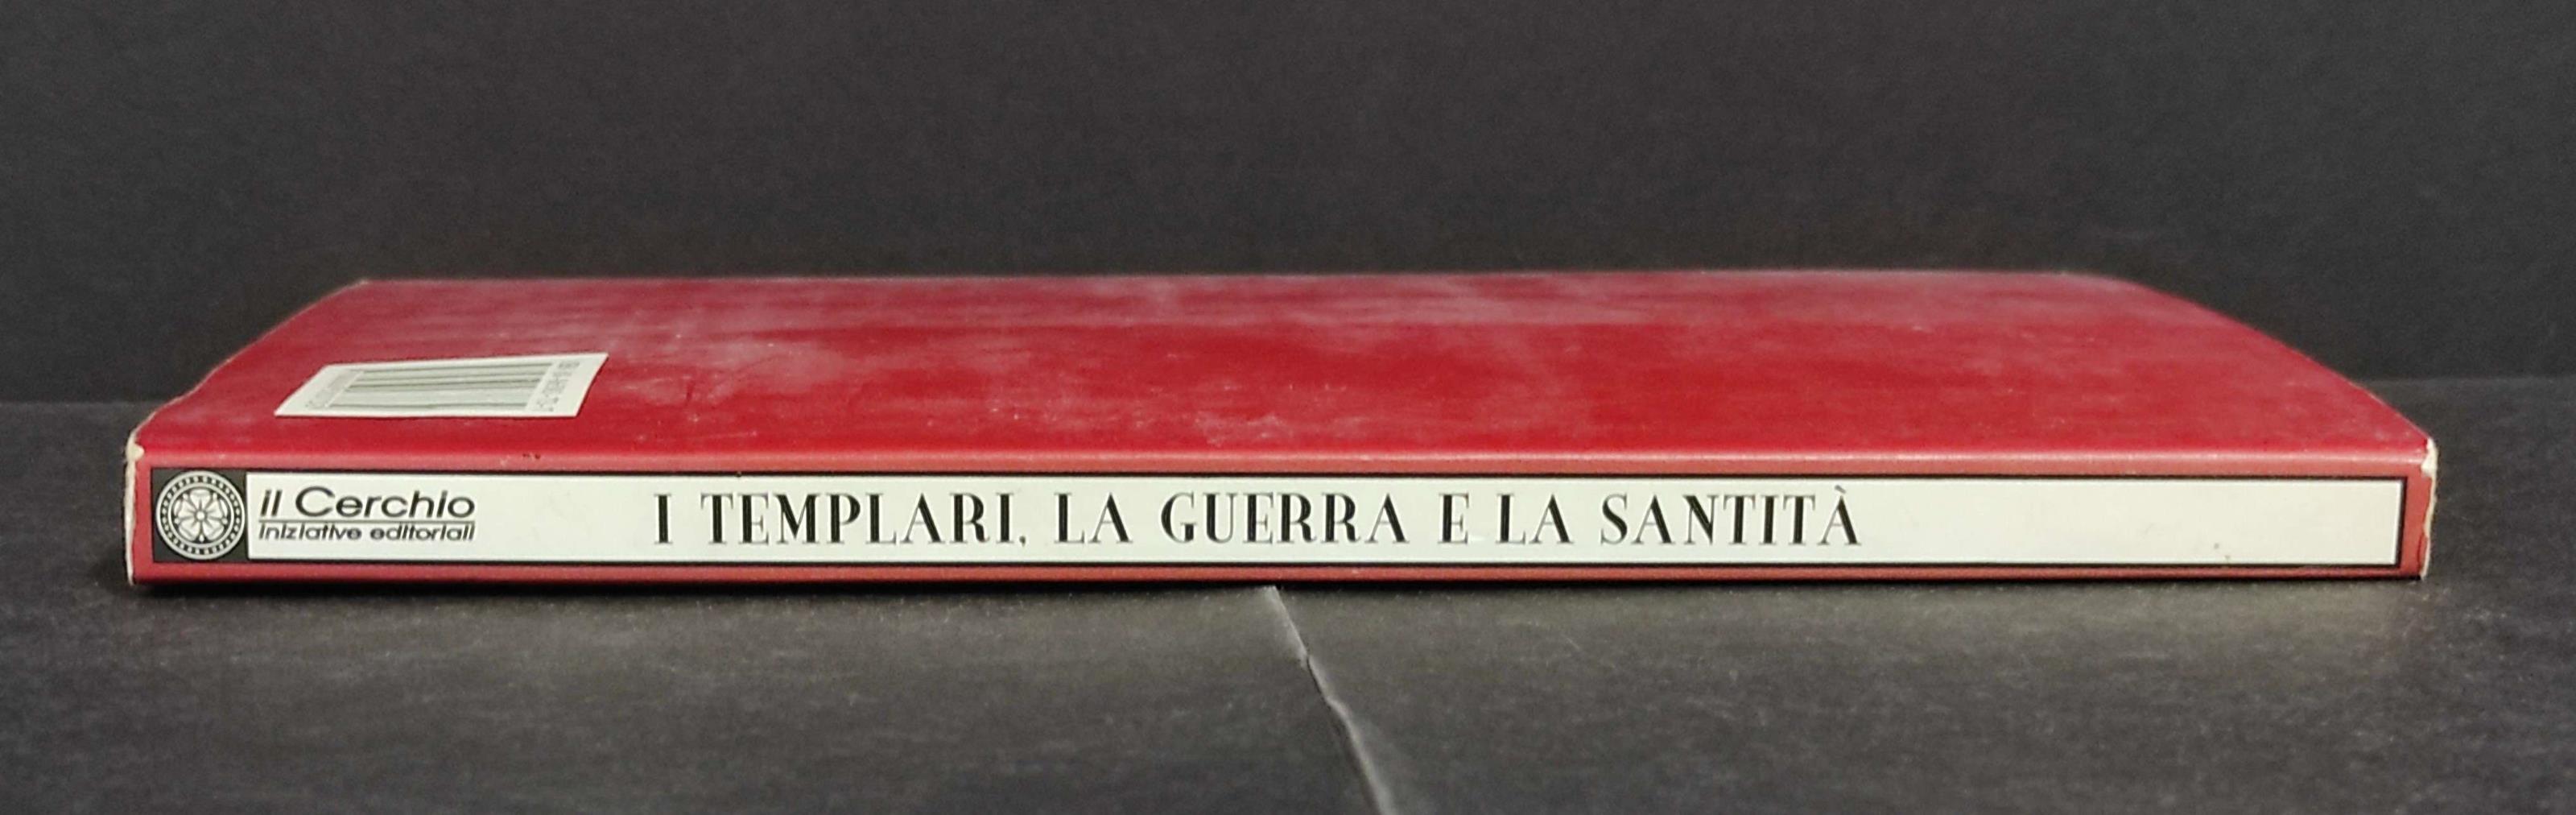 il Cerchio
iniziative editoriali
I TEMPLARI, LA GUERRA E LA SANTITÀ